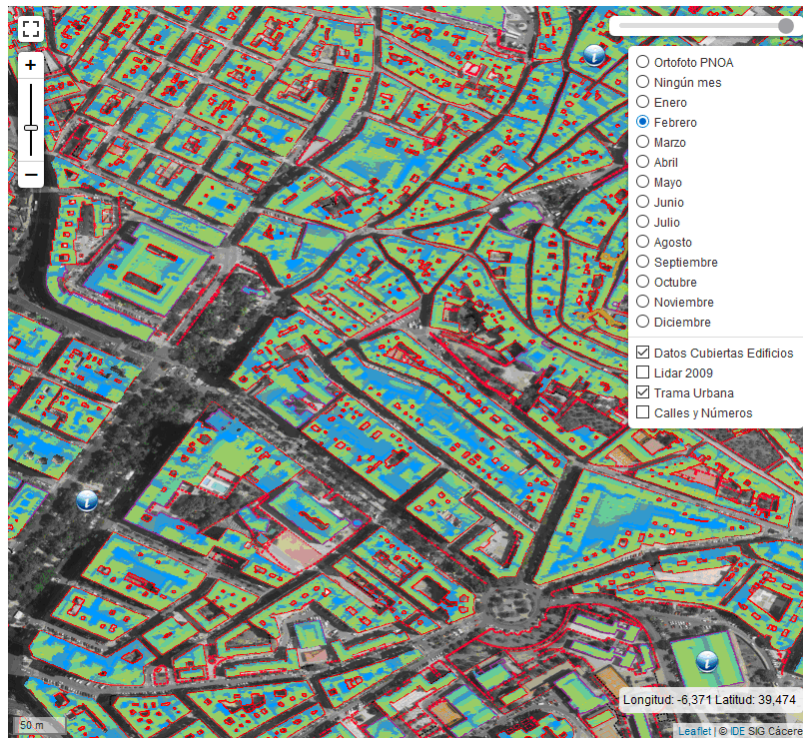 +
Ortofoto PNOA
Ningún mes
Enero
Febrero
Marzo
Abril
Mayo
Junio
Julio
Agosto
Septiembre
Octubre
Noviembre
Diciembre
Datos Cubiertas Edificios
Lidar 2009
Trama Urbana
Calles y Números
−
i
i
i
Longitud: -6,371 Latitud: 39,474
50 m
Leaflet | © IDE SIG Cácere